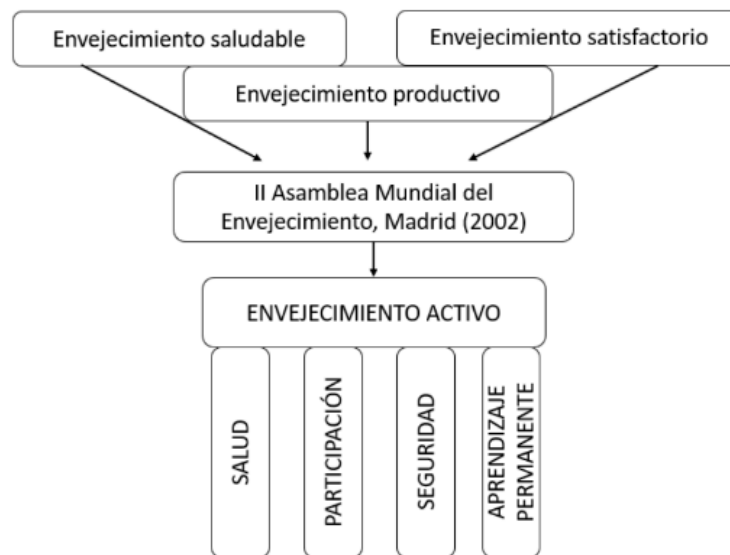 Envejecimiento saludable
Envejecimiento satisfactorio
Envejecimiento productivo
II Asamblea Mundial del
Envejecimiento, Madrid (2002)
ENVEJECIMIENTO ACTIVO
SALUD
PARTICIPACIÓN
SEGURIDAD
APRENDIZAJE
PERMANENTE